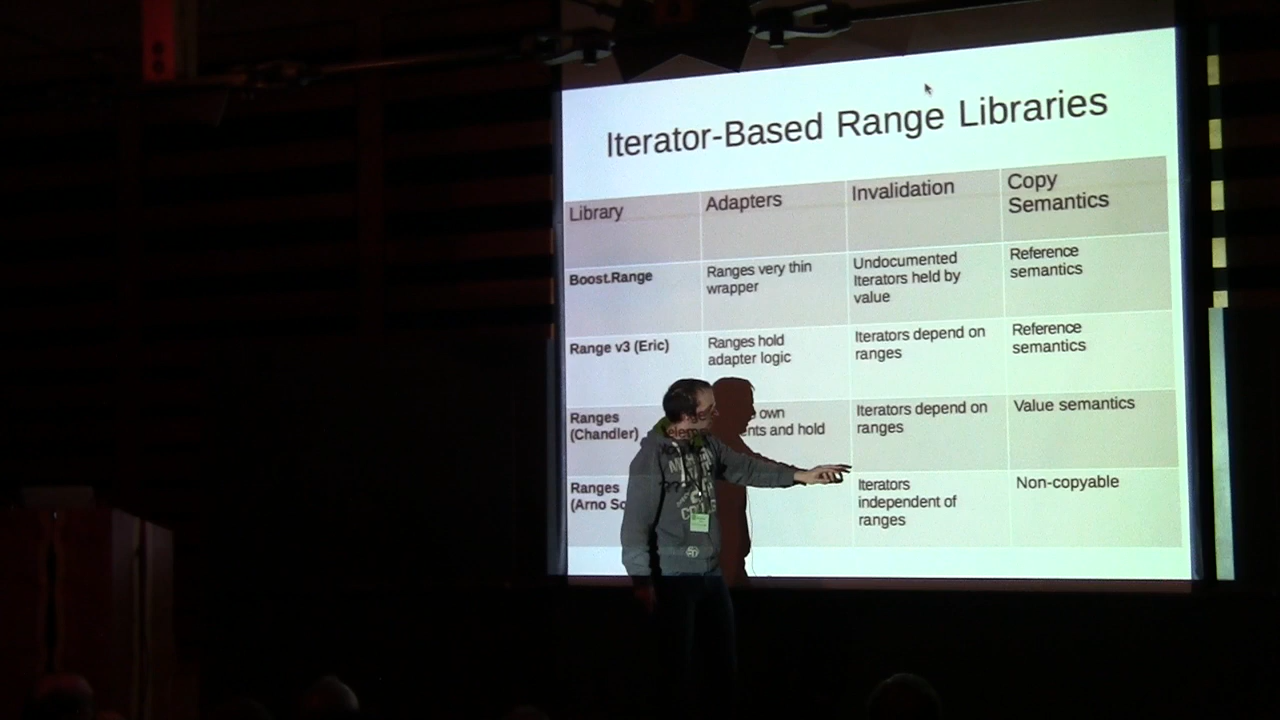 Iterator-Based Range Libraries
Library
Adapters
Invalidation
Copy
Semantics
Boost.Range
Ranges very thin
wrapper
Undocumented
Iterators held by
value
Reference
semantics
Range v3 (Eric)
Ranges hold
adapter logic
Iterators depend on
ranges
Reference
semantics
Ranges
(Chandler)
own
and hold
Iterators depend on
ranges
Value semantics
Ranges
(Arno
???
Iterators
independent of
ranges
Non-copyable